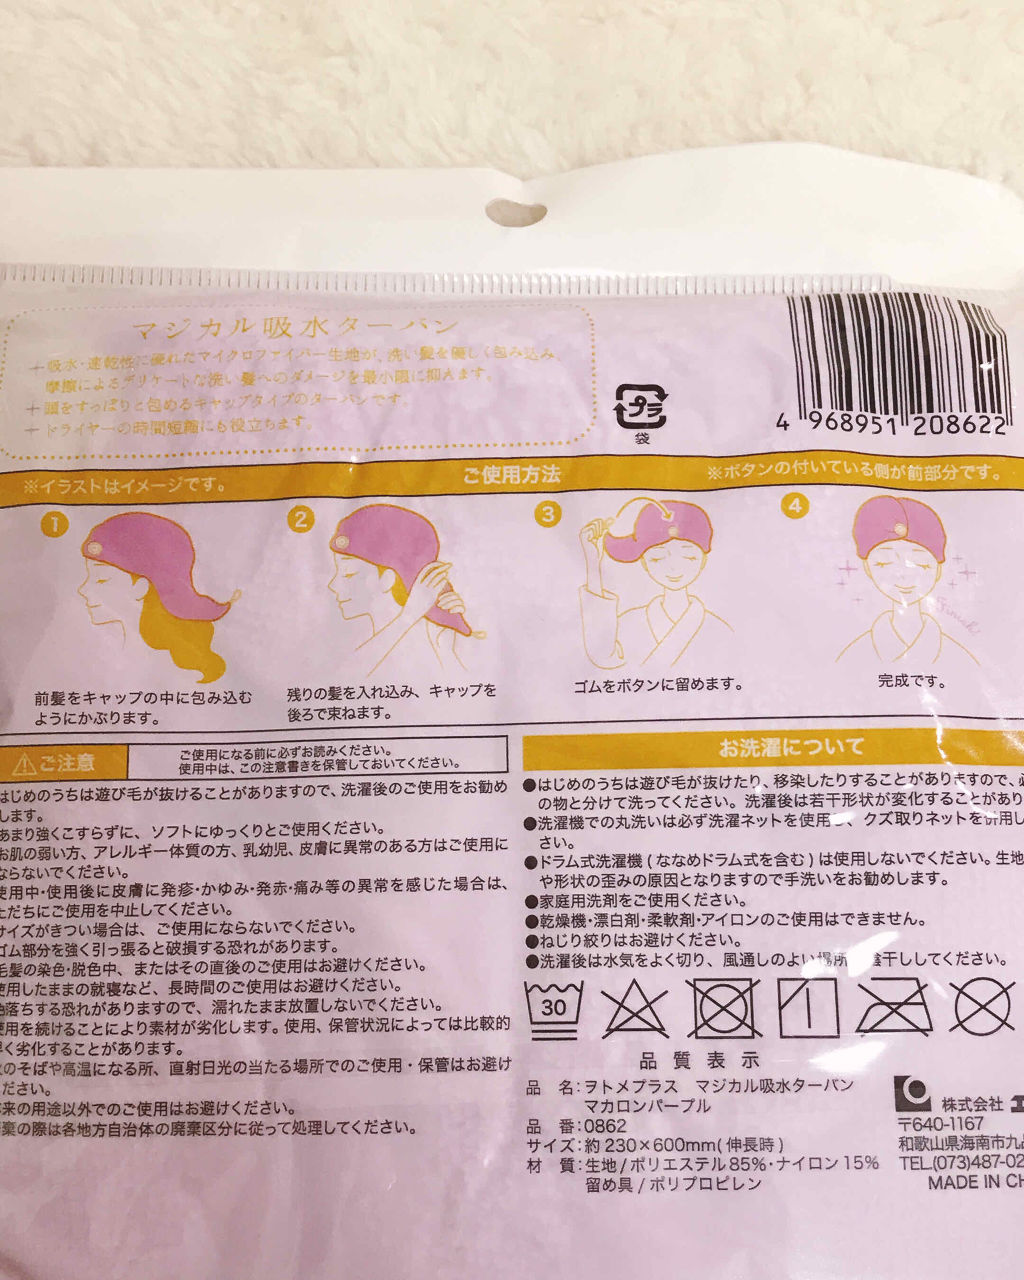 マジカル吸水ターバン
+吸水・速乾性に優れたマイクロファイバー生地が、洗い髪を優しく包み込み、
摩擦によるデリケートな洗い髪へのダメージを最小限に抑えます。
+頭をすっぽりと包めるキャップタイプのターバンです。
+ドライヤーの時間短縮にも役立ちます。
プラ
袋
4 968951 208622
※イラストはイメージです。
ご使用方法
※ボタンの付いている側が前部分です。
1
2
3
4
Finish!
前髪をキャップの中に包み込む
ようにかぶります。
残りの髪を入れ込み、キャップを
後ろで束ねます。
ゴムをボタンに留めます。
完成です。
ご注意
ご使用になる前に必ずお読みください。
使用中は、この注意書きを保管しておいてください。
はじめのうちは遊び毛が抜けることがありますので、洗濯後のご使用をお勧め
します。
あまり強くこすらずに、ソフトにゆっくりとご使用ください。
お肌の弱い方、アレルギー体質の方、乳幼児、皮膚に異常のある方はご使用に
ならないでください。
使用中・使用後に皮膚に発疹・かゆみ・発赤・痛み等の異常を感じた場合は、
ただちにご使用を中止してください。
サイズがきつい場合は、ご使用にならないでください。
ゴム部分を強く引っ張ると破損する恐れがあります。
毛髪の染色・脱色中、またはその直後のご使用はお避けください。
使用したままの就寝など、長時間のご使用はお避けください。
色落ちする恐れがありますので、濡れたまま放置しないでください。
使用を続けることにより素材が劣化します。使用、保管状況によっては比較的
早く劣化することがあります。
のそばや高温になる所、直射日光の当たる場所でのご使用・保管はお避け
ください。
本来の用途以外でのご使用はお避けください。
廃棄の際は各地方自治体の廃棄区分に従って処理してください。
お洗濯について
●はじめのうちは遊び毛が抜けたり、移染したりすることがありますので、必
の物と分けて洗ってください。洗濯後は若干形状が変化することがあり
●洗濯機での丸洗いは必ず洗濯ネットを使用し、クズ取りネットを併用し
さい。
●ドラム式洗濯機(ななめドラム式を含む)は使用しないでください。生地
や形状の歪みの原因となりますので手洗いをお勧めします。
●家庭用洗剤をご使用ください。
●乾燥機・漂白剤・柔軟剤・アイロンのご使用はできません。
●ねじり絞りはお避けください。
●洗濯後は水気をよく切り、風通しのよい場所で陰干ししてください。
30
品質表示
品 名:ヲトメプラス マジカル吸水ターバン
マカロンパープル
品 番:0862
サイズ:約230×600mm(伸長時)
材 質:生地/ポリエステル85%・ナイロン15%
留め具/ポリプロピレン
株式会社
〒640-1167
和歌山県海南市九品
TEL.(073)487-02
MADE IN CH